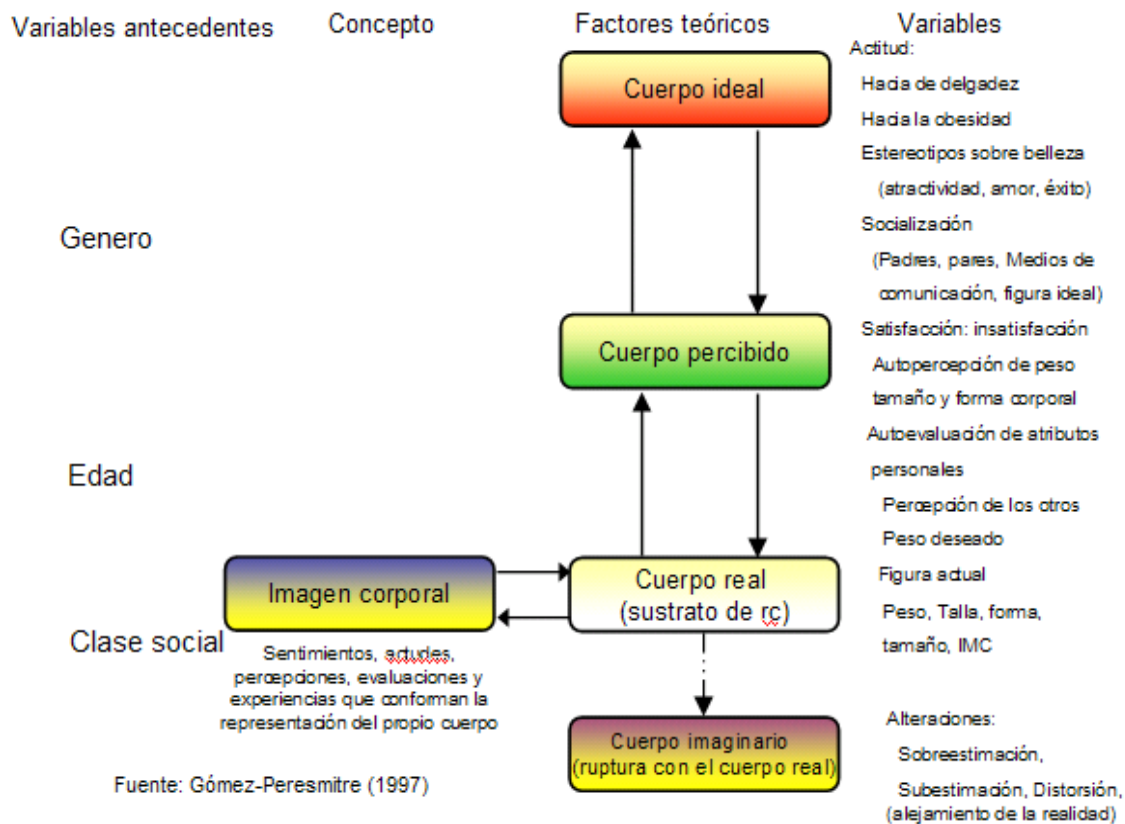 Variables antecedentes
Concepto
Factores teóricos
Variables
Genero
Edad
Clase social
Imagen corporal
Sentimientos, actudes,
percepciones, evaluaciones y
experiencias que conforman la
representación del propio cuerpo
Fuente: Gómez-Peresmitre (1997)
Cuerpo ideal
Cuerpo percibido
Cuerpo real
(sustrato de rc)
Cuerpo imaginario
(ruptura con el cuerpo real)
Actitud:
Hacia de delgadez
Hacia la obesidad
Estereotipos sobre belleza
(atractividad, amor, éxito)
Socialización
(Padres, pares, Medios de
comunicación, figura ideal)
Satisfacción: insatisfacción
Autopercepción de peso
tamaño y forma corporal
Autoevaluación de atributos
personales
Percepción de los otros
Peso deseado
Figura actual
Peso, Talla, forma,
tamaño, IMC
Alteraciones:
Sobreestimación,
Subestimación, Distorsión,
(alejamiento de la realidad)